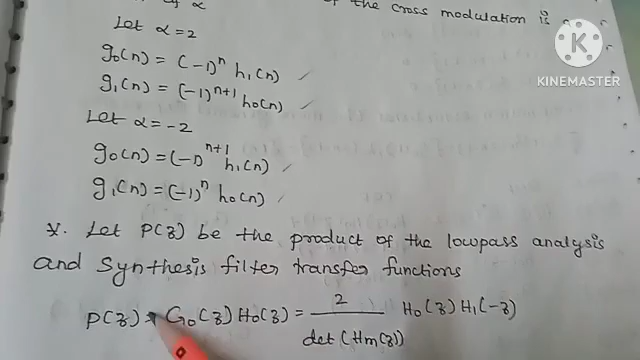 of the cross modulation is
Let α=2
g₀(n) = (-1)ⁿ h₁(n)
g₁(n) = (-1)ⁿ⁺¹ h₀(n)
Let α = -2
g₀(n) = (-1)ⁿ⁺¹ h₁(n)
g₁(n) = (-1)ⁿ h₀(n)
Let P(z) be the product of the lowpass analysis
and Synthesis filter transfer functions
P(z) = G₀(z) H₀(z) = 2 / det(Hm(z)) H₀(z) H₁(-z)
KINEMASTER